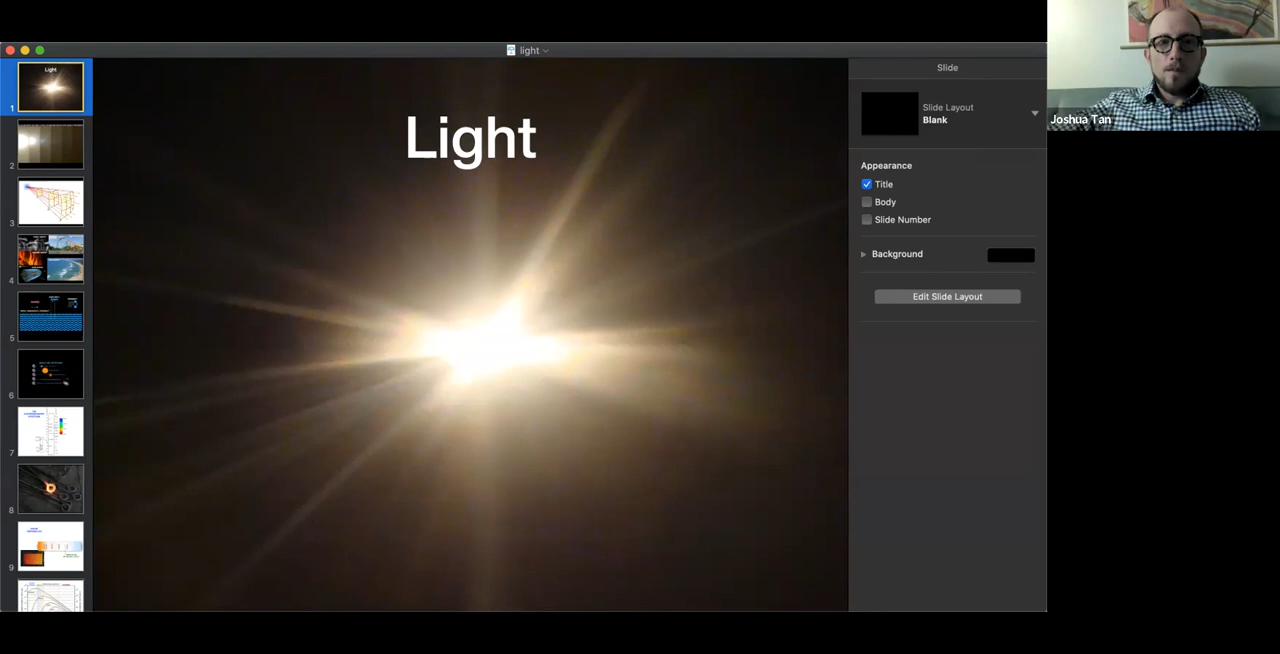 light
Slide
Light
Slide Layout
Blank
Appearance
Title
Body
Slide Number
Background
Edit Slide Layout
Joshua Tan
Light
1
2
3
4
5
6
7
8
9